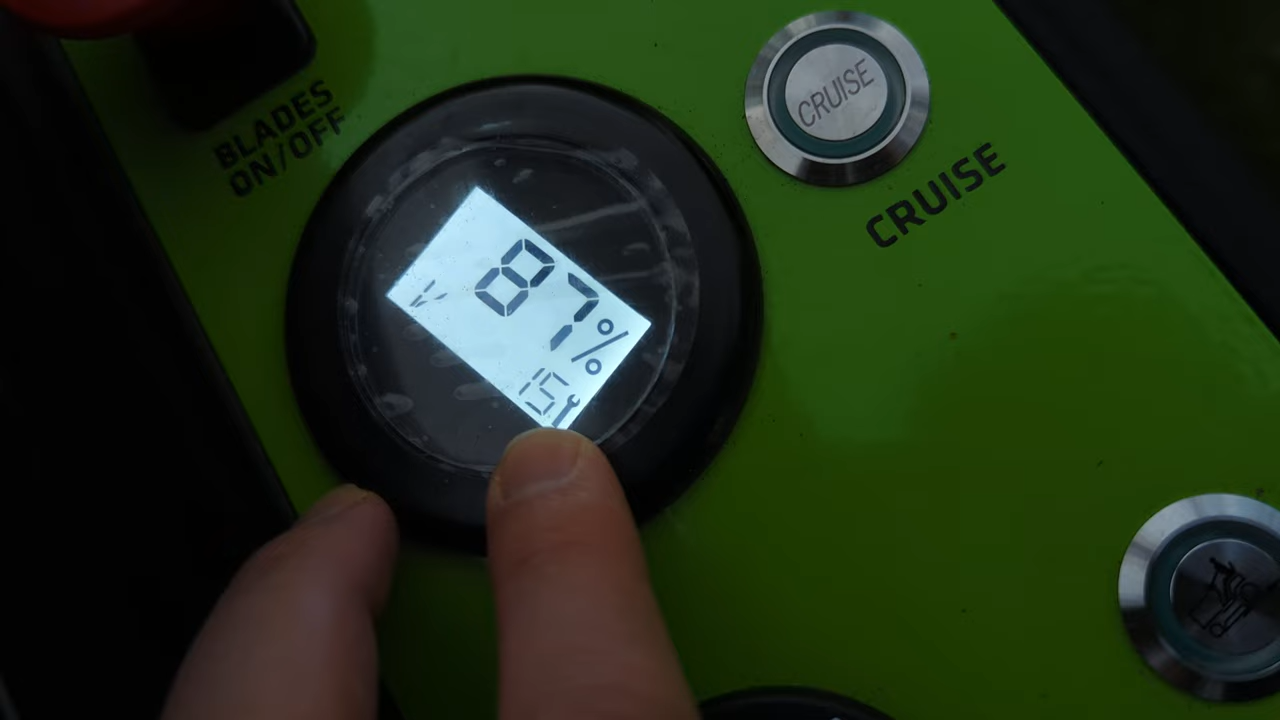 BLADES
ON/OFF
CRUISE
CRUISE
87%
15